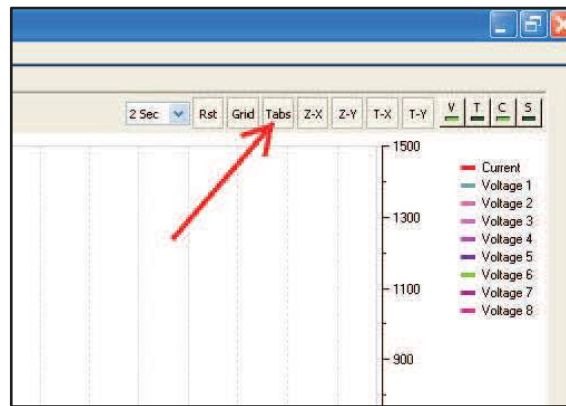 2 Sec Rst Grid Tabs Z-X Z-Y T-X T-Y V T C S
1500
1300
1100
900
Current
Voltage 1
Voltage 2
Voltage 3
Voltage 4
Voltage 5
Voltage 6
Voltage 7
Voltage 8